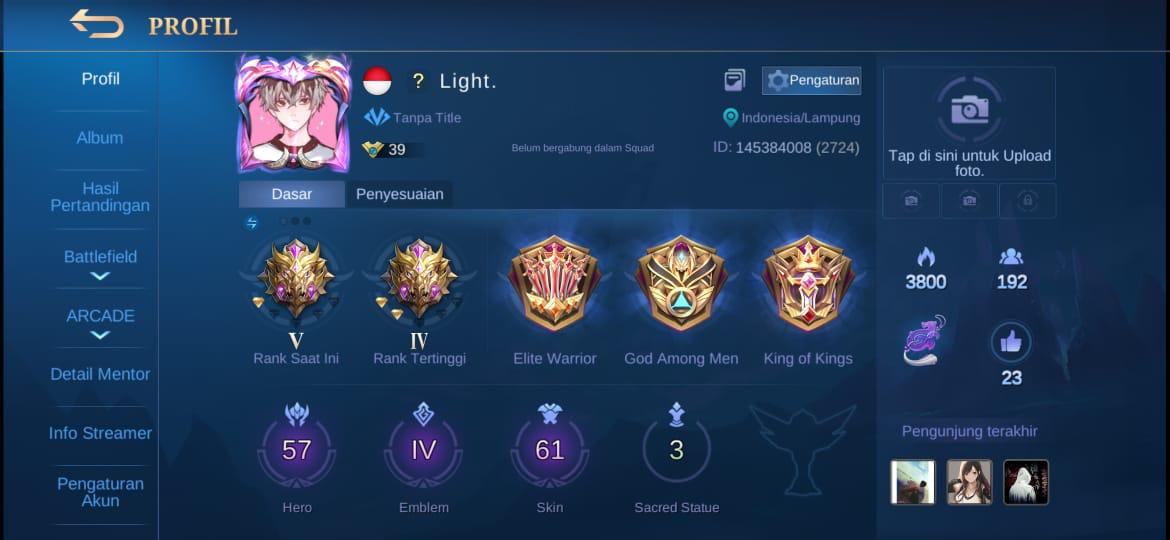 PROFIL
Profil
Album
Hasil
Pertandingan
Battlefield
ARCADE
Detail Mentor
Info Streamer
Pengaturan
Akun
? Light.
Pengaturan
Tanpa Title
Indonesia/Lampung
39
Belum bergabung dalam Squad
ID: 145384008 (2724)
Dasar
Penyesuaian
V
Rank Saat Ini
IV
Rank Tertinggi
Elite Warrior
God Among Men
King of Kings
57
Hero
IV
Emblem
61
Skin
3
Sacred Statue
Tap di sini untuk Upload
foto.
3800
192
23
Pengunjung terakhir